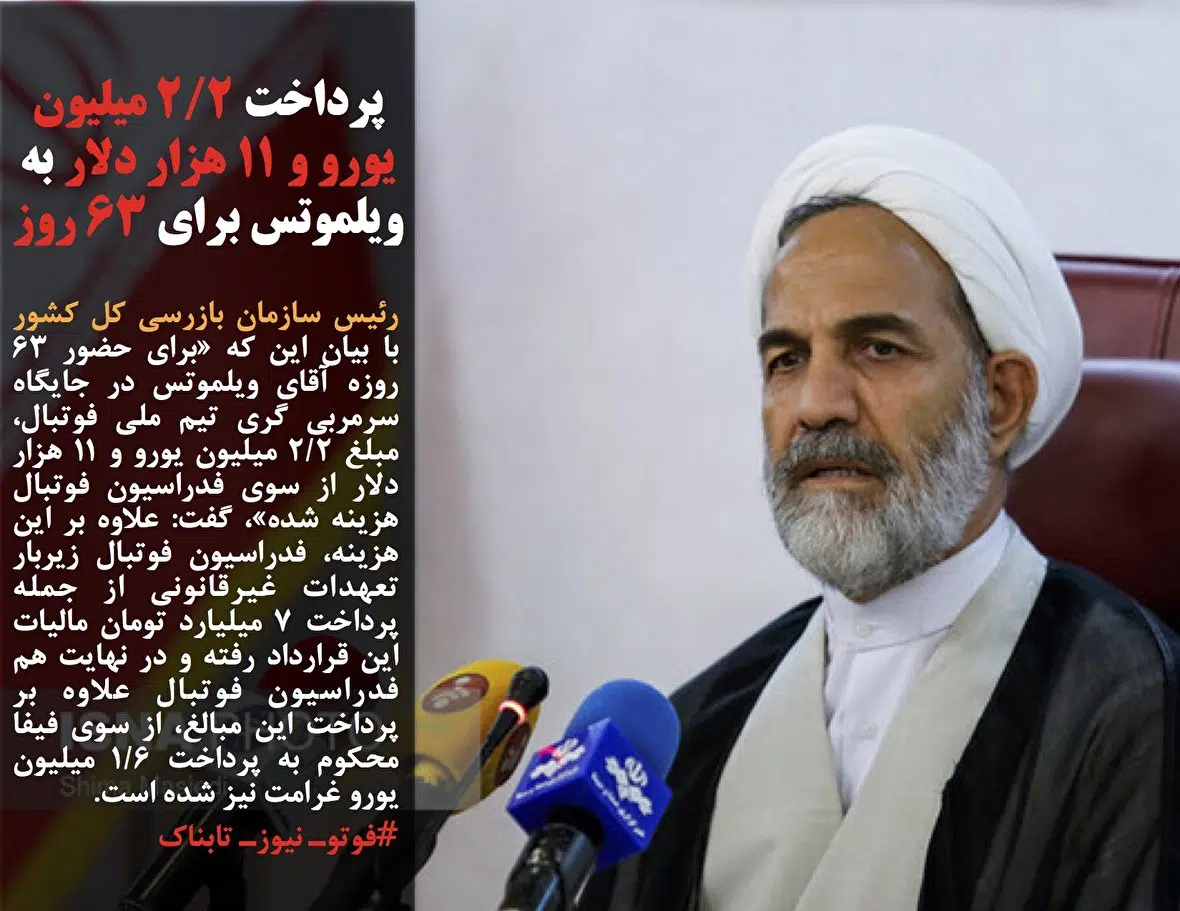 پرداخت ۲/۲ میلیون
یورو و ۱۱ هزار دلار به
ویلموتس برای ۶۳ روز
رئیس سازمان بازرسی کل کشور
با بیان این که «برای حضور ۶۳
روزه آقای ویلموتس در جایگاه
سرمربی گری تیم ملی فوتبال،
مبلغ ۲/۲ میلیون یورو و ۱۱ هزار
دلار از سوی فدراسیون فوتبال
هزینه شده»، گفت: علاوه بر این
هزینه، فدراسیون فوتبال زیربار
تعهدات غیرقانونی از جمله
پرداخت ۷ میلیارد تومان مالیات
این قرارداد رفته و در نهایت هم
فدراسیون فوتبال علاوه بر
پرداخت این مبالغ، از سوی فیفا
محکوم به پرداخت ۱/۶ میلیون
یورو غرامت نیز شده است.
#فوتوـ نیوزـ تابناک